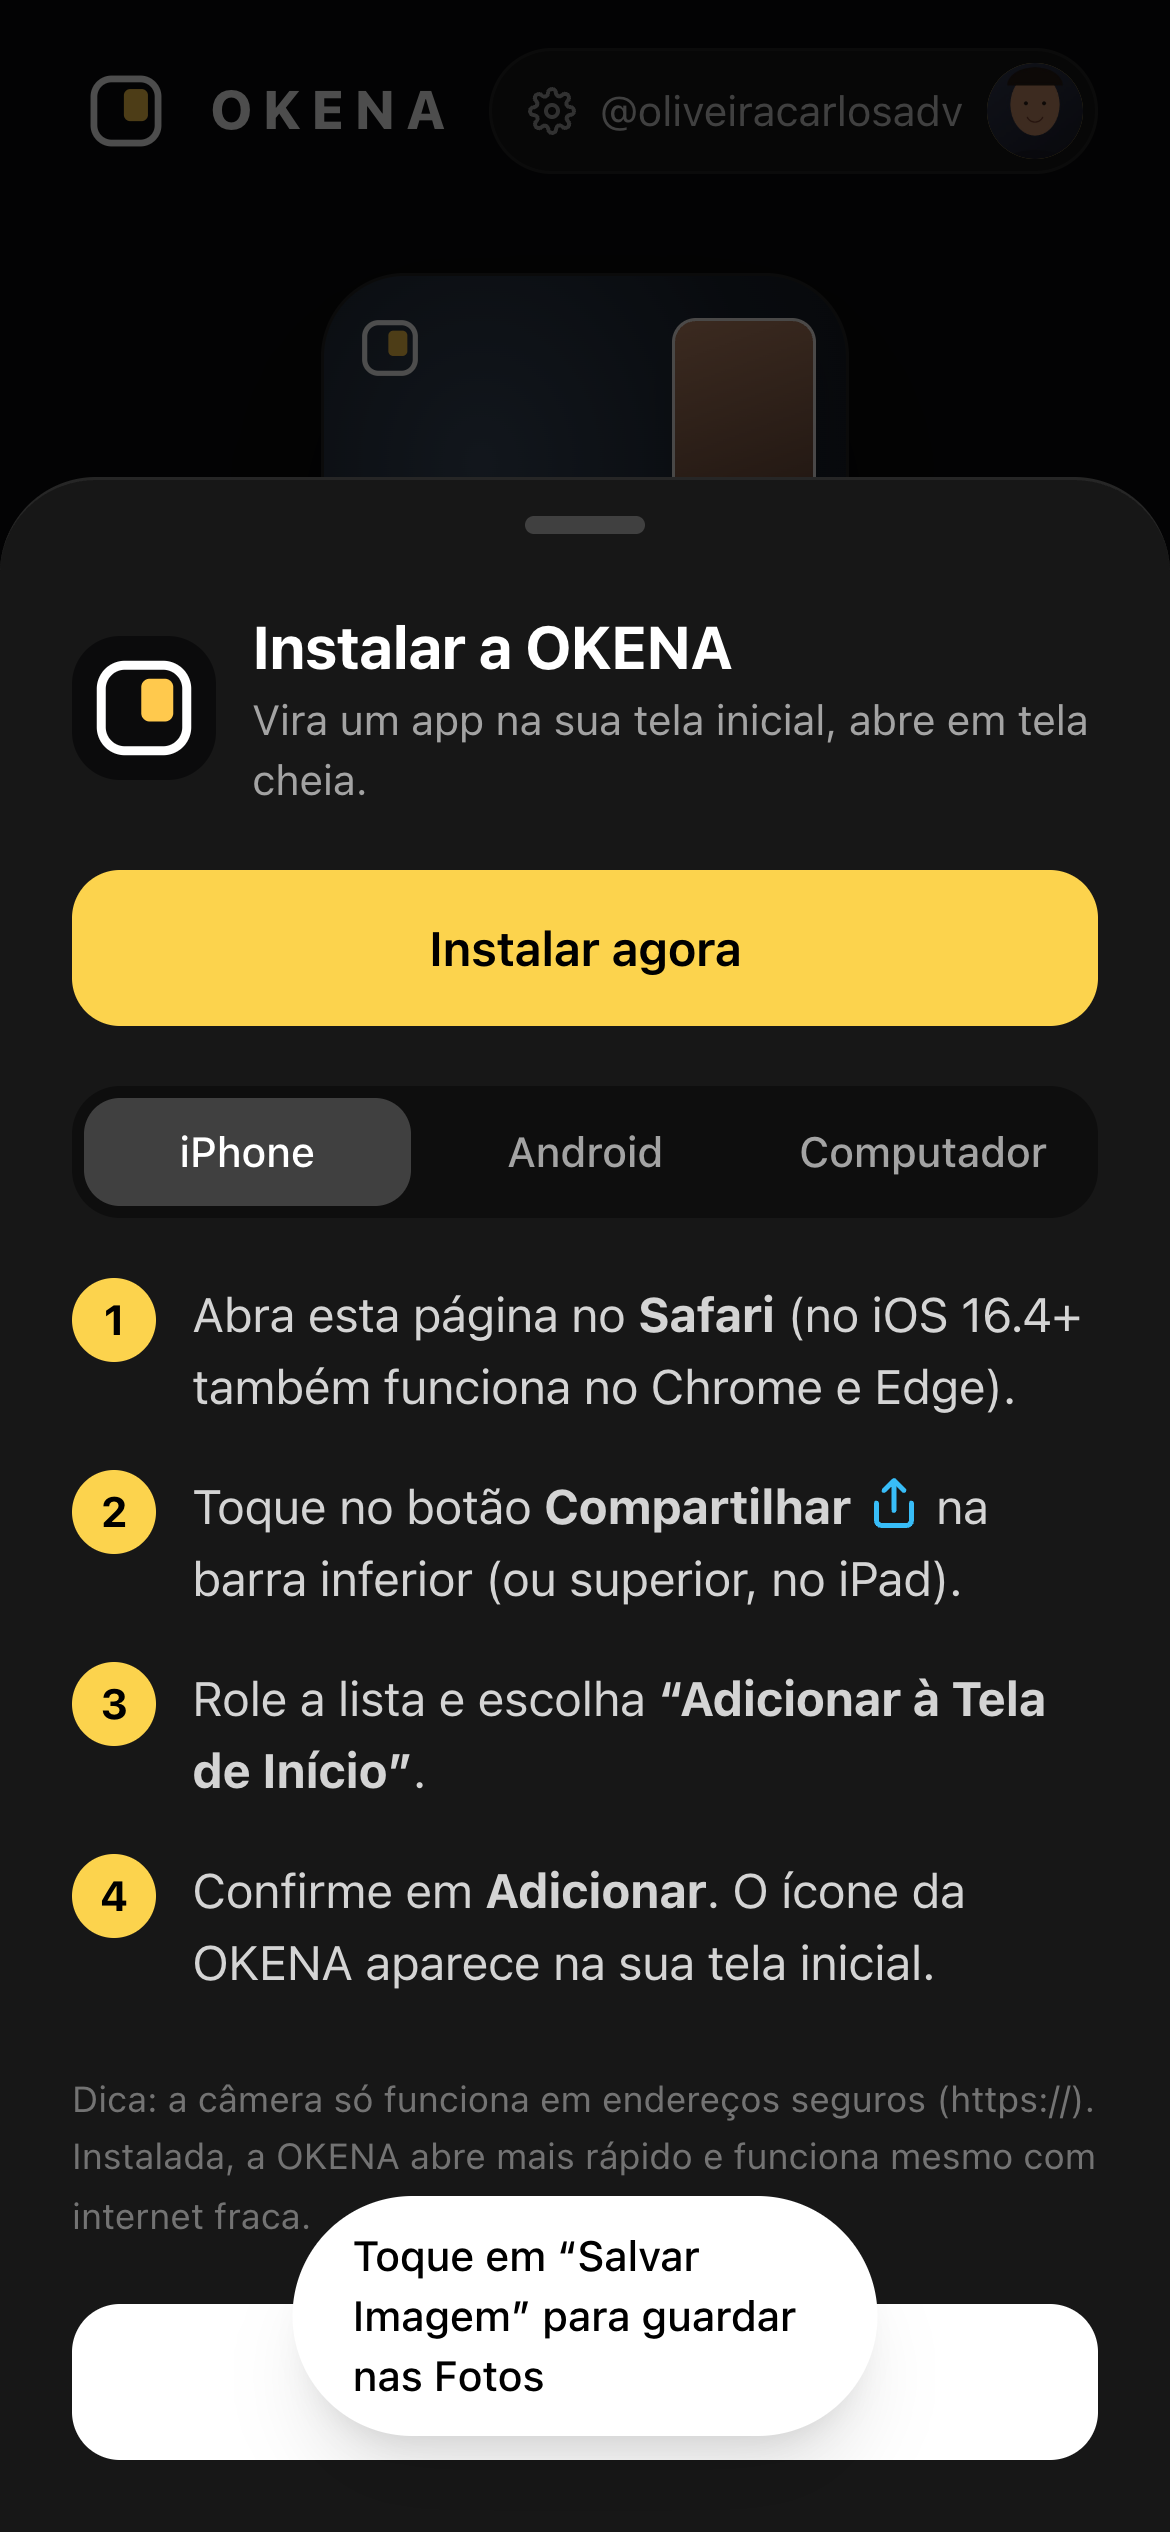 OKENA
@oliveiracarlosadv
Instalar a OKENA
Vira um app na sua tela inicial, abre em tela
cheia.
Instalar agora
iPhone
Android
Computador
1
Abra esta página no Safari (no iOS 16.4+
também funciona no Chrome e Edge).
2
Toque no botão Compartilhar na
barra inferior (ou superior, no iPad).
3
Role a lista e escolha “Adicionar à Tela
de Início”.
4
Confirme em Adicionar. O ícone da
OKENA aparece na sua tela inicial.
Dica: a câmera só funciona em endereços seguros (https://).
Instalada, a OKENA abre mais rápido e funciona mesmo com
internet fraca.
Toque em “Salvar
Imagem” para guardar
nas Fotos